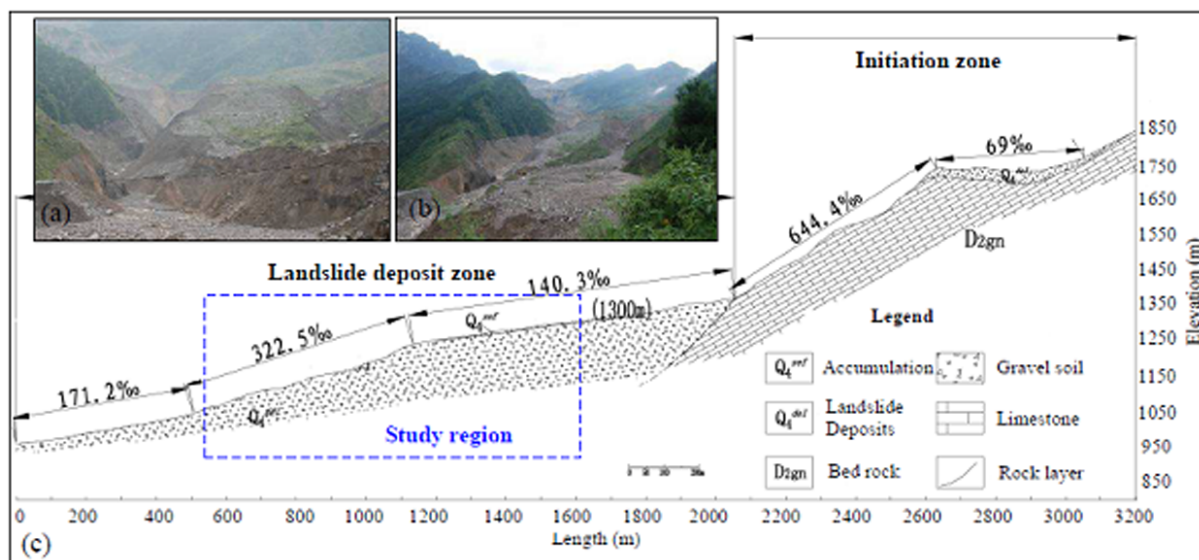 (a)
(b)
Initiation zone
1850
1750
1650
1550
1450
1350
1250
1150
1050
950
850
Elevation (m)
69‰
Q₄ᵈᵉˡ
644.4‰
D2gn
Landslide deposit zone
140.3‰
(1300m)
322.5‰
171.2‰
Study region
Legend
Accumulation
Gravel soil
Q₄ᵈᵉˡ
Landslide
Deposits
Limestone
D2gn
Bed rock
Rock layer
0 200 400 600 800 1000 1200 1400 1600 1800 2000 2200 2400 2600 2800 3000 3200
Length (m)
(c)